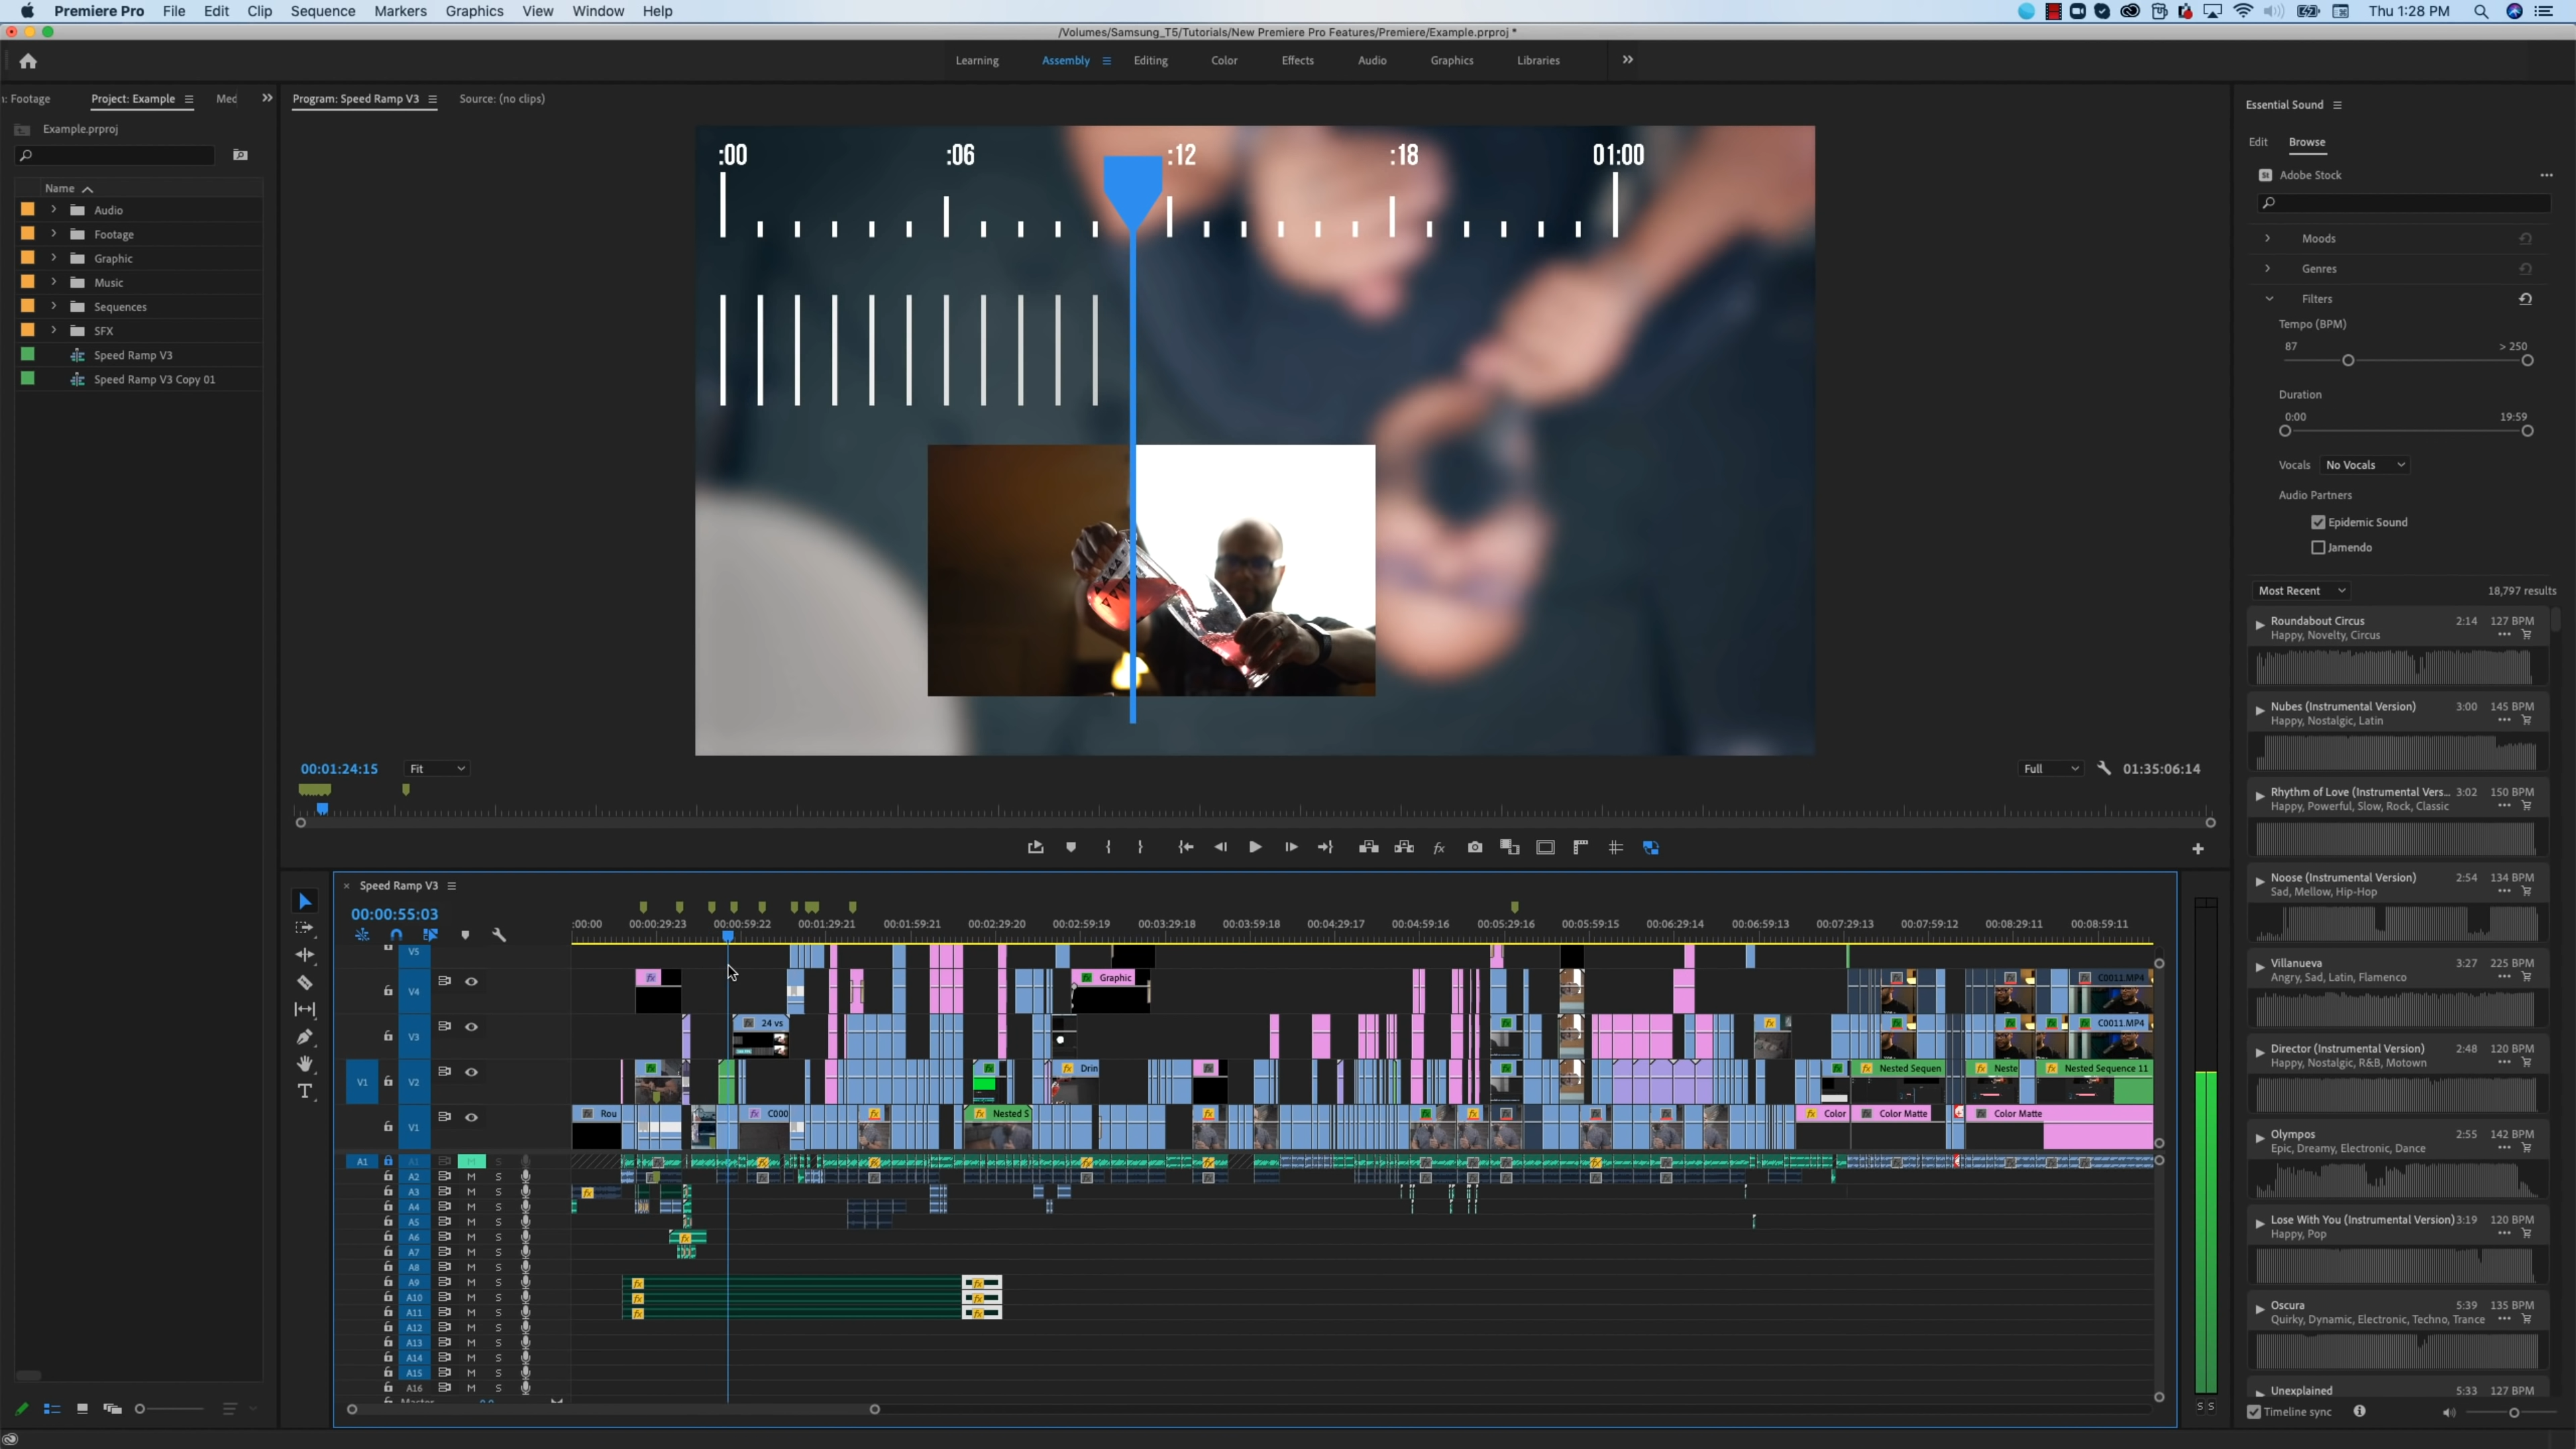 Premiere Pro File Edit Clip Sequence Markers Graphics View Window Help Thu 1:28 PM
/Volumes/Samsung_T5/Tutorials/New Premiere Pro Features/Premiere/Example.prproj *
Learning Assembly Editing Color Effects Audio Graphics Libraries
: Footage Project: Example Med
Example.prproj
Name
Audio
Footage
Graphic
Music
Sequences
SFX
Speed Ramp V3
Speed Ramp V3 Copy 01
Program: Speed Ramp V3 Source: (no clips)
:00 :06 :12 :18 01:00
00:01:24:15 Fit Full 01:35:06:14
Speed Ramp V3
00:00:55:03
:00:00 00:00:29:23 00:00:59:22 00:01:29:21 00:01:59:21 00:02:29:20 00:02:59:19 00:03:29:18 00:03:59:18 00:04:29:17 00:04:59:16 00:05:29:16 00:05:59:15 00:06:29:14 00:06:59:13 00:07:29:13 00:07:59:12 00:08:29:11 00:08:59:11
V5
V4 Graphic C0011.MP4
V3 24 vs C0011.MP4
V1 V2 Drin Nested Sequen Neste Nested Sequence 11
V1 Rou C000 Nested S Color Color Matte Color Matte
A1 A1 M S
A2 M S
A3 M S
A4 M S
A5 M S
A6 M S
A7 M S
A8 M S
A9 M S
A10 M S
A11 M S
A12 M S
A13 M S
A14 M S
A15 M S
A16 M S
S S
Essential Sound
Edit Browse
Adobe Stock
Moods
Genres
Filters
Tempo (BPM)
87 > 250
Duration
0:00 19:59
Vocals No Vocals
Audio Partners
Epidemic Sound
Jamendo
Most Recent 18,797 results
Roundabout Circus 2:14 127 BPM
Happy, Novelty, Circus
Nubes (Instrumental Version) 3:00 145 BPM
Happy, Nostalgic, Latin
Rhythm of Love (Instrumental Vers... 3:02 150 BPM
Happy, Powerful, Slow, Rock, Classic
Noose (Instrumental Version) 2:54 134 BPM
Sad, Mellow, Hip-Hop
Villanueva 3:27 225 BPM
Angry, Sad, Latin, Flamenco
Director (Instrumental Version) 2:48 120 BPM
Happy, Nostalgic, R&B, Motown
Olympos 2:55 142 BPM
Epic, Dreamy, Electronic, Dance
Lose With You (Instrumental Version) 3:19 120 BPM
Happy, Pop
Oscura 5:39 135 BPM
Quirky, Dynamic, Electronic, Techno, Trance
Unexplained 5:33 127 BPM
Timeline sync